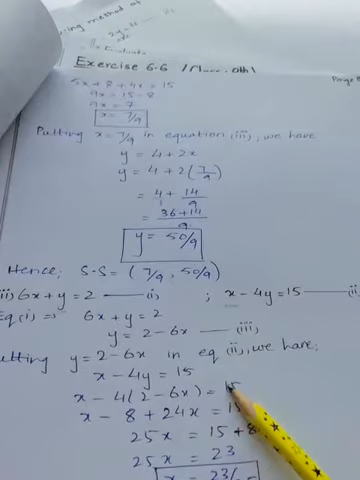 Exercise 6.6
5x + 8 + 4x = 15
9x = 15 - 8
9x = 7
x = 7/9
Putting x = 7/9 in equation (iii), we have
y = 4 + 2x
y = 4 + 2(7/9)
= 4 + 14/9
= 36+14/9
y = 50/9
Hence; S.S = (7/9, 50/9)
(iii) 6x + y = 2 —— (i) ; x - 4y = 15 —— (ii)
Eq (i) => 6x + y = 2
y = 2 - 6x —— (iii)
utting y = 2 - 6x in eq (ii), we have;
x - 4y = 15
x - 4(2 - 6x) = 15
x - 8 + 24x = 15
25x = 15 + 8
25x = 23